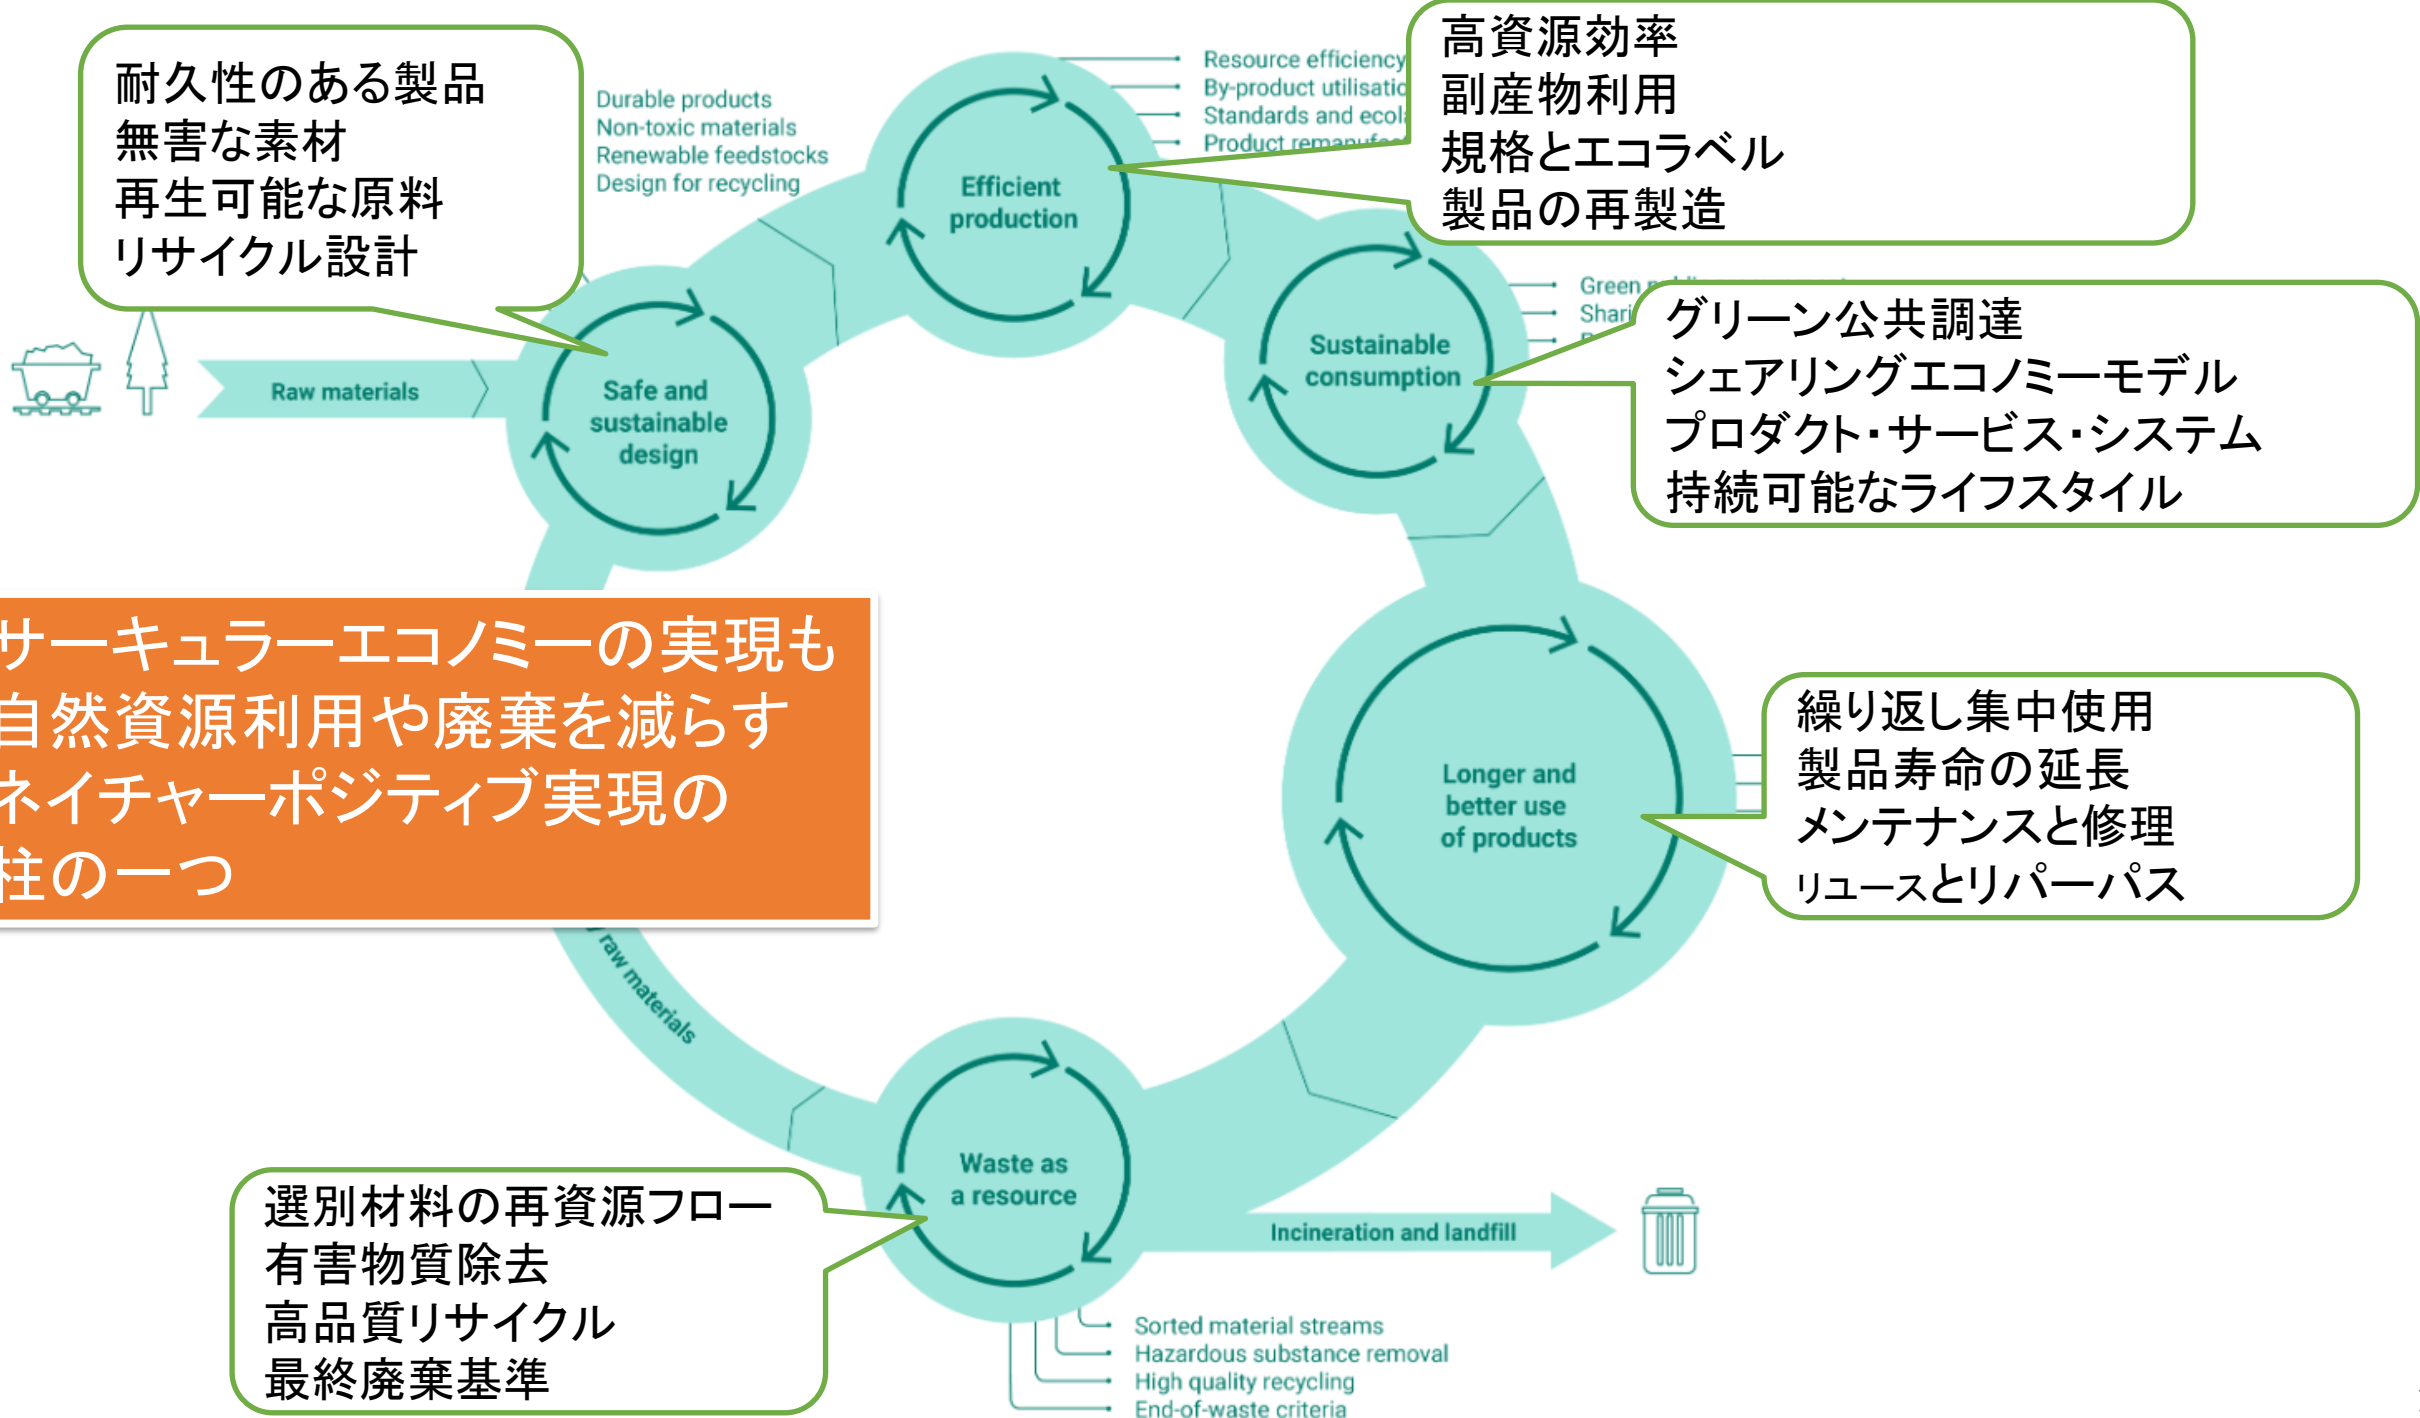 耐久性のある製品
無害な素材
再生可能な原料
リサイクル設計
Durable products
Non-toxic materials
Renewable feedstocks
Design for recycling
Resource efficiency
By-product
Standards and
Product
高資源効率
副産物利用
規格とエコラベル
製品の再製造
Efficient
production
Green
グリーン公共調達
シェアリングエコノミーモデル
プロダクト・サービス・システム
持続可能なライフスタイル
Sustainable
consumption
Raw materials
Safe and
sustainable
design
サーキュラーエコノミーの実現も
自然資源利用や廃棄を減らす
ネイチャーポジティブ実現の
柱の一つ
繰り返し集中使用
製品寿命の延長
メンテナンスと修理
リユースとリパーパス
Longer and
better use
of products
raw materials
Waste as
a resource
選別材料の再資源フロー
有害物質除去
高品質リサイクル
最終廃棄基準
Incineration and landfill
Sorted material streams
Hazardous substance removal
High quality recycling
End-of-waste criteria